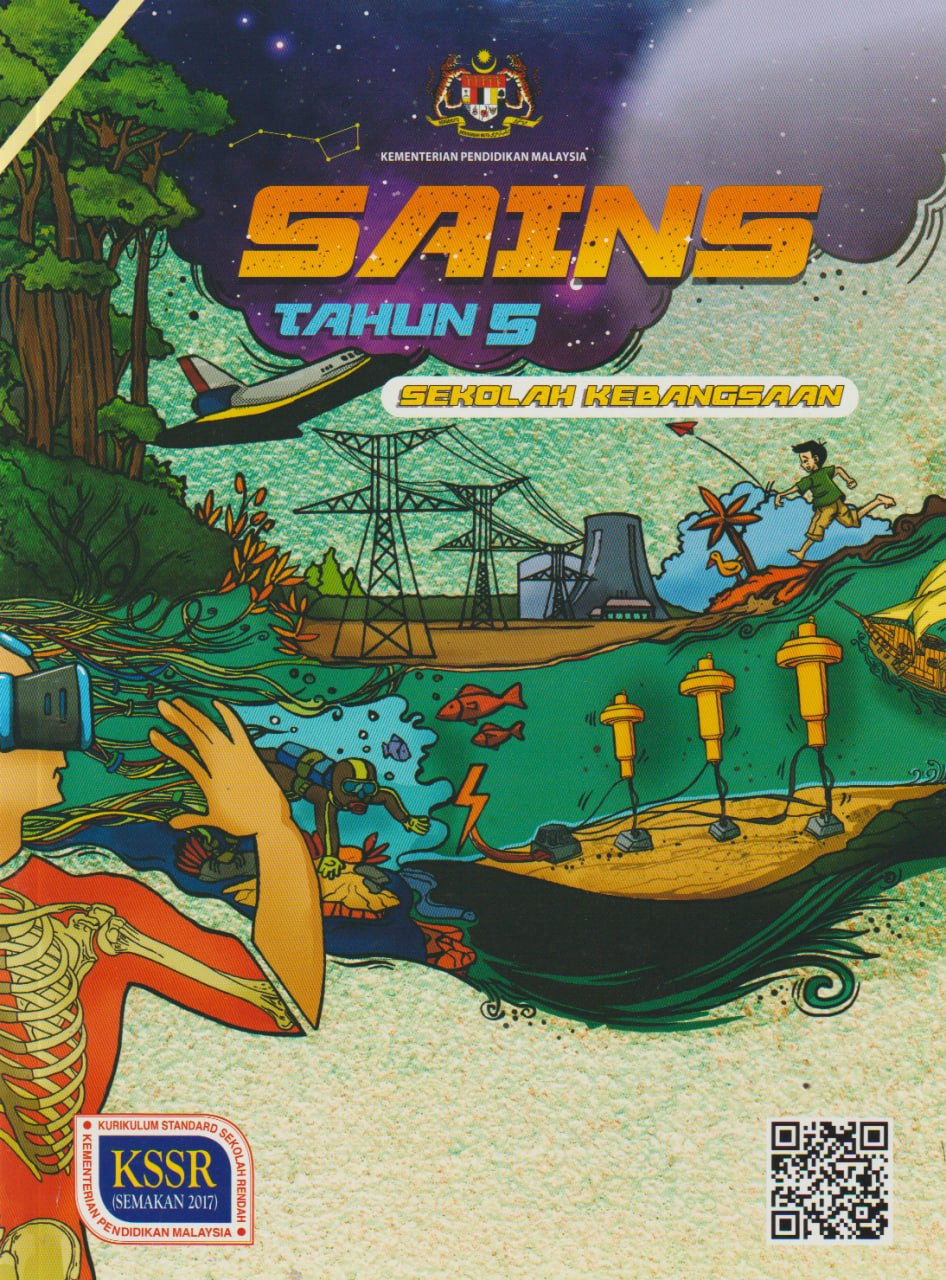 KEMENTERIAN PENDIDIKAN MALAYSIA
SAINS
TAHUN 5
SEKOLAH KEBANGSAAN
KURIKULUM STANDARD SEKOLAH RENDAH
KEMENTERIAN PENDIDIKAN MALAYSIA
KSSR
(SEMAKAN 2017)